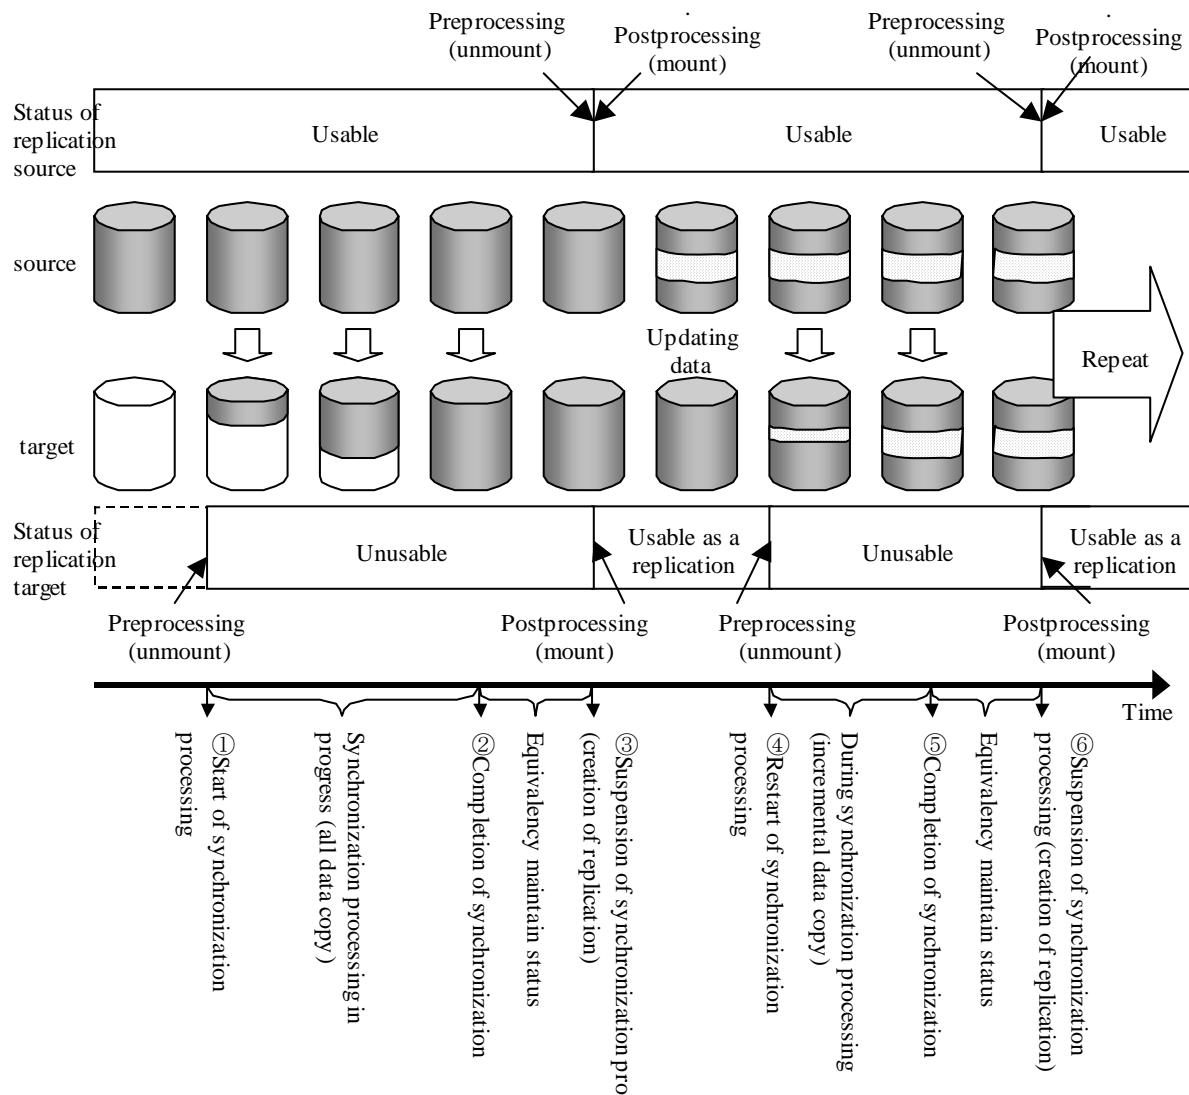 Preprocessing
(unmount)
Postprocessing
(mount)
Preprocessing
(unmount)
Postprocessing
(mount)
Status of
replication
source
Usable
Usable
Usable
source
Updating
data
Repeat
target
Status of
replication
target
Unusable
Usable as a
replication
Unusable
Usable as a
replication
Preprocessing
(unmount)
Postprocessing
(mount)
Preprocessing
(unmount)
Postprocessing
(mount)
Time
①Start of synchronization
processing
Synchronization processing in
progress (all data copy)
②Completion of synchronization
Equivalency maintain status
③Suspension of synchronization pro
(creation of replication)
④Restart of synchronization
processing
During synchronization processing
(incremental data copy)
⑤Completion of synchronization
Equivalency maintain status
⑥Suspension of synchronization
processing (creation of replication)